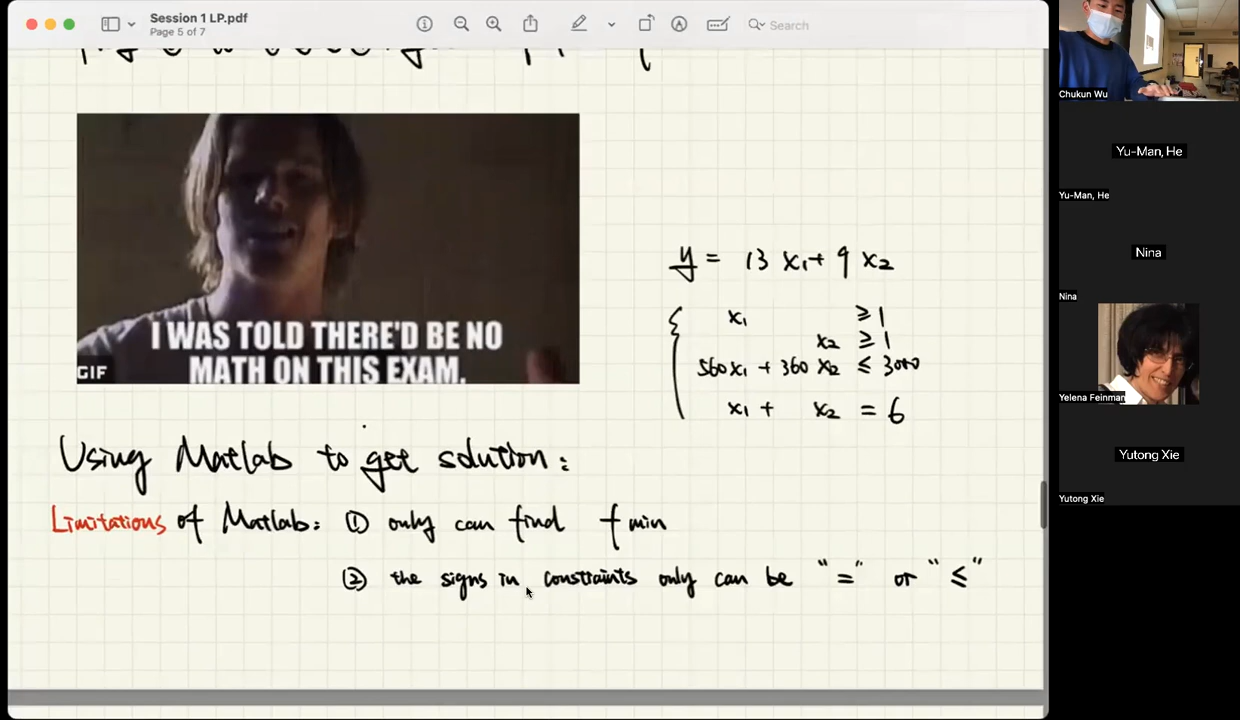 Session 1 LP.pdf
Page 5 of 7
Search
I WAS TOLD THERE'D BE NO
MATH ON THIS EXAM.
GIF
y = 13 x₁ + 9 x₂
x₁ ≥ 1
x₂ ≥ 1
560x₁ + 360 x₂ ≤ 3000
x₁ + x₂ = 6
Using Matlab to get solution:
Limitations of Matlab: ① only can find f min
② the signs in constraints only can be "=" or "≤"
Chukun Wu
Yu-Man, He
Yu-Man, He
Nina
Nina
Yelena Feinman
Yutong Xie
Yutong Xie